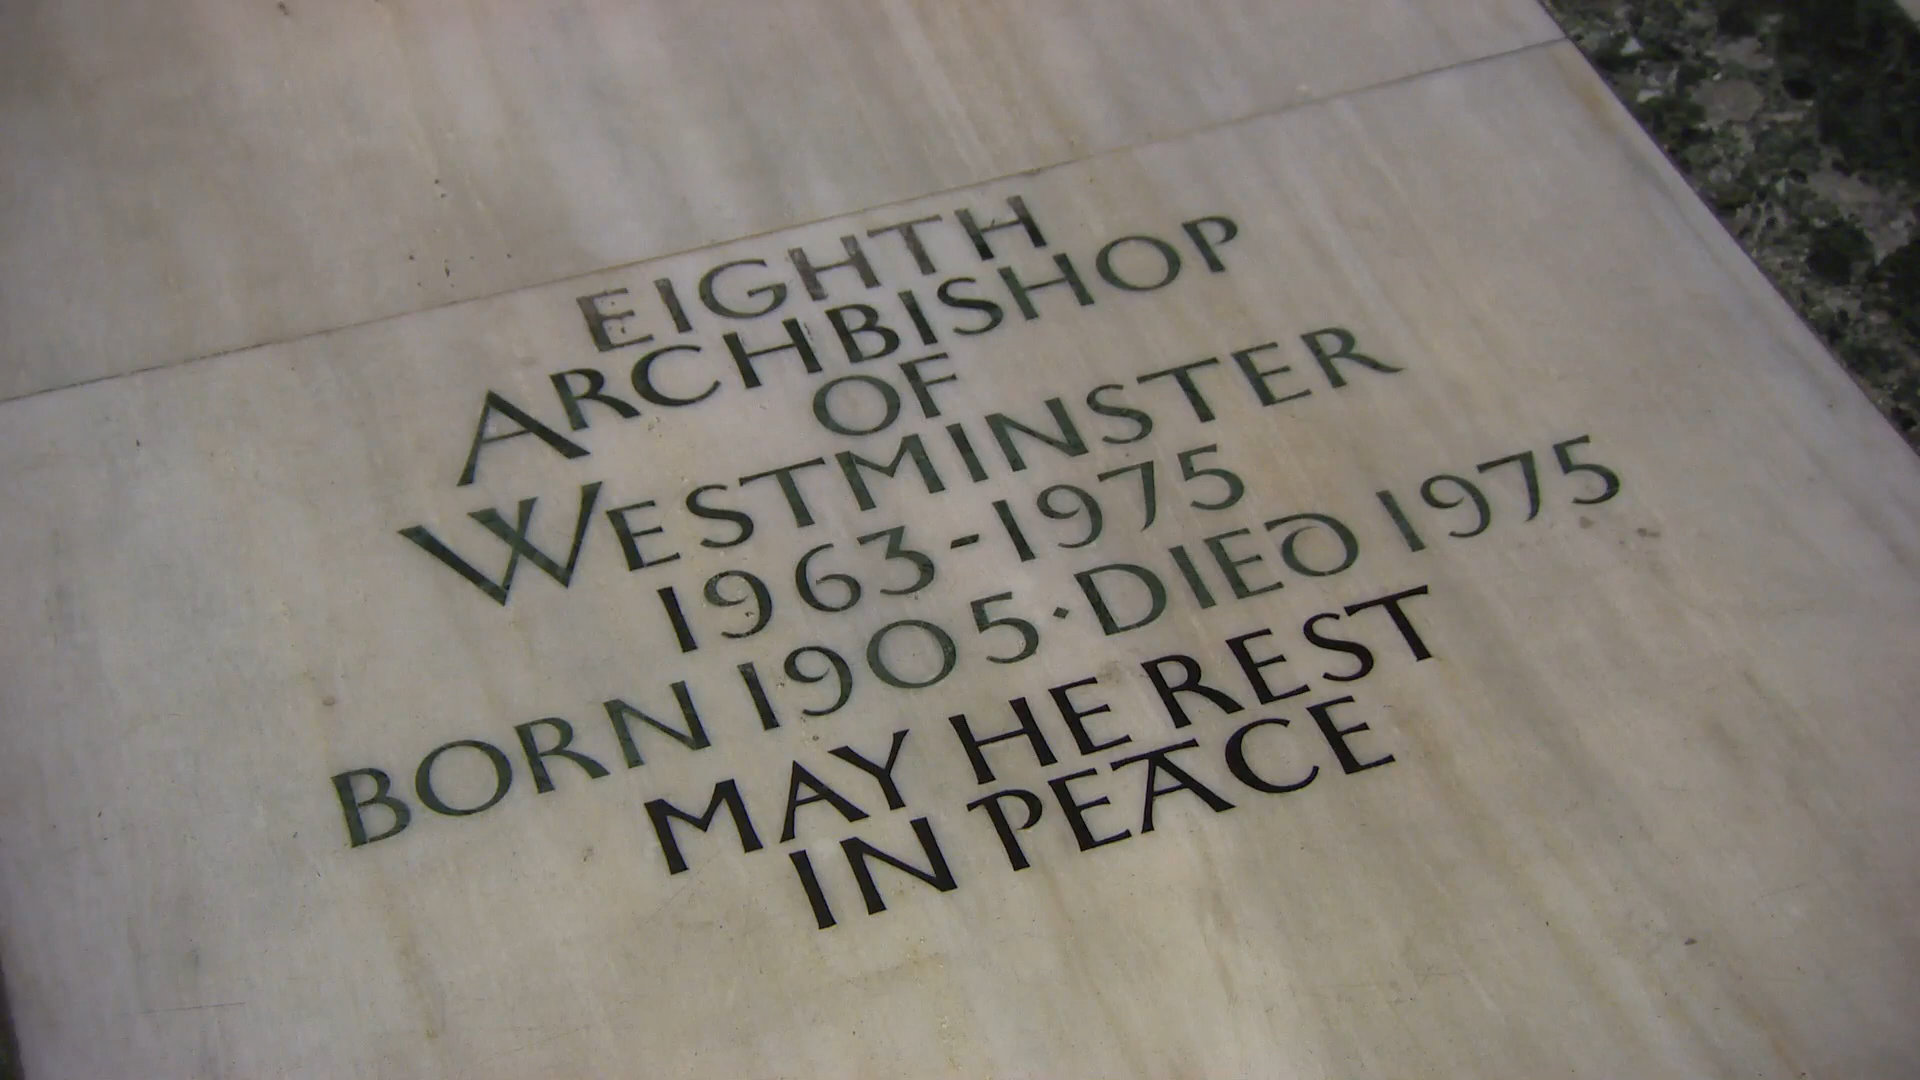 EIGHTH
ARCHBISHOP
OF
WESTMINSTER
1963-1975
BORN 1905·DIED 1975
MAY HE REST
IN PEACE